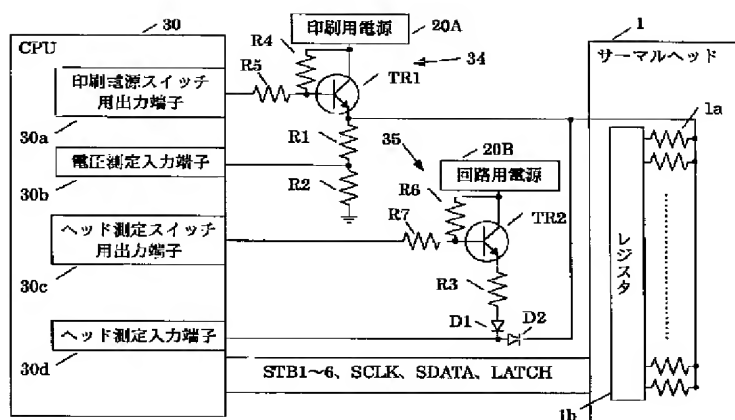 30
CPU
印刷電源スイッチ
用出力端子
30a
電圧測定入力端子
30b
ヘッド測定スイッチ
用出力端子
30c
ヘッド測定入力端子
30d
印刷用電源
20A
R4
R5
TR1
34
R1
R2
35
20B
回路用電源
R6
R7
TR2
R3
D1
D2
STB1～6、SCLK、SDATA、LATCH
1
サーマルヘッド
1a
レジスタ
1b